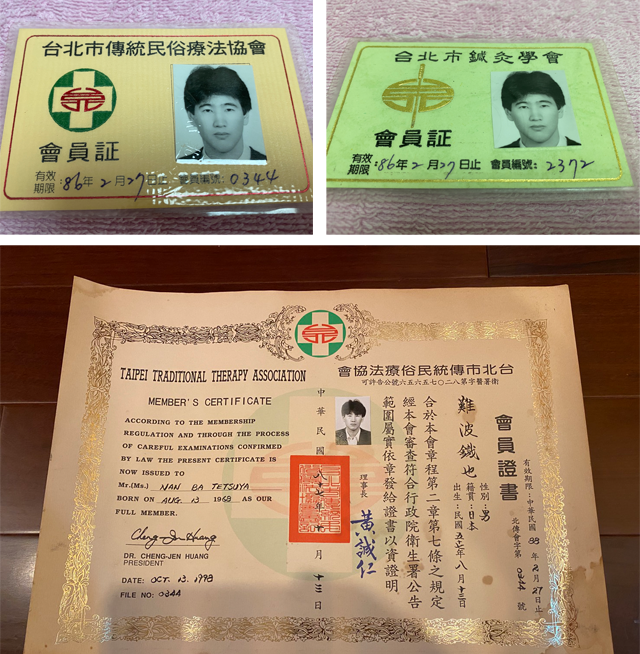 台北市傳統民俗療法協會
會員証
有效期限:86年2月27日止 會員編號:0344
台北市鍼灸學會
會員証
有效期限:86年2月27日止 會員編號:2372
會協法療俗民統傳市北台
可許告公號六五六五七〇二八第字醫署衛
TAIPEI TRADITIONAL THERAPY ASSOCIATION
MEMBER'S CERTIFICATE
ACCORDING TO THE MEMBERSHIP
REGULATION AND THROUGH THE PROCESS
OF CAREFUL EXAMINATIONS CONFIRMED
BY LAW THE PRESENT CERTIFICATE IS
NOW ISSUED TO
Mr.(Ms.) NAN BA TETSUYA
BORN ON AUG 13 1968 AS OUR
FULL MEMBER.
Cheng-Jen Huang
DR. CHENG-JEN HUANG
PRESIDENT
DATE: OCT. 13. 1998
FILE NO: 0344
有效期限:中華民國88年2月27日止
北傳會字第0344號
會員證書
難波鐵也
性別:男
籍貫:日本
出生:民國五七年八月十三日
合於本會章程第二章第七條之規定
經本會審查符合行政院衛生署公告
範圍屬實依章發給證書以資證明
理事長 黃誠仁
中華民國八十七年十月十三日